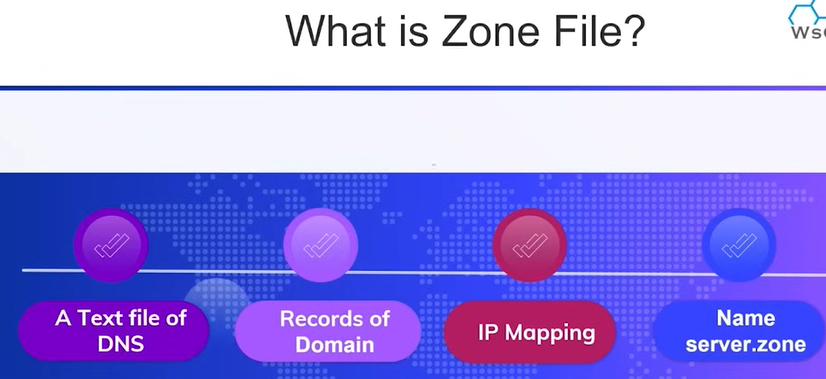 What is Zone File?
A Text file of
DNS
Records of
Domain
IP Mapping
Name
server.zone